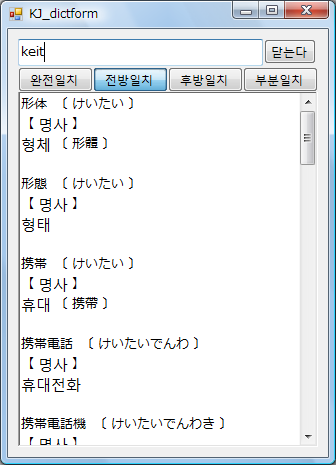 KJ_dictform
keit
닫는다
완전일치 전방일치 후방일치 부분일치
形体 〔けいたい〕
【명사】
형체 〔形體〕
形態 〔けいたい〕
【명사】
형태
携帯 〔けいたい〕
【명사】
휴대 〔携帶〕
携帯電話 〔けいたいでんわ〕
【명사】
휴대전화
携帯電話機 〔けいたいでんわき〕
【명사】